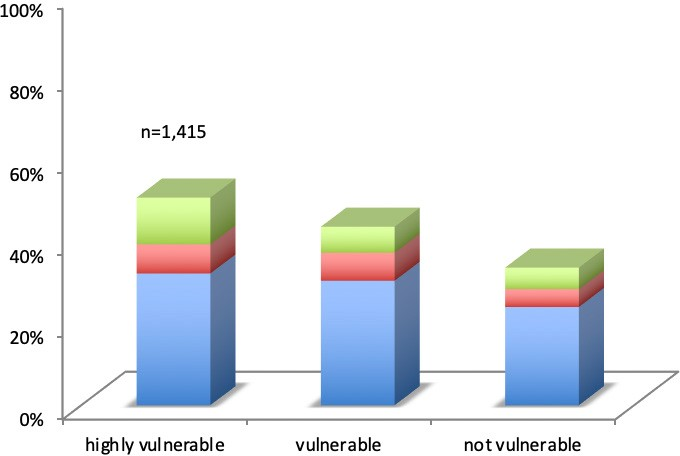 100%
80%
n=1,415
60%
40%
20%
0%
highly vulnerable
vulnerable
not vulnerable